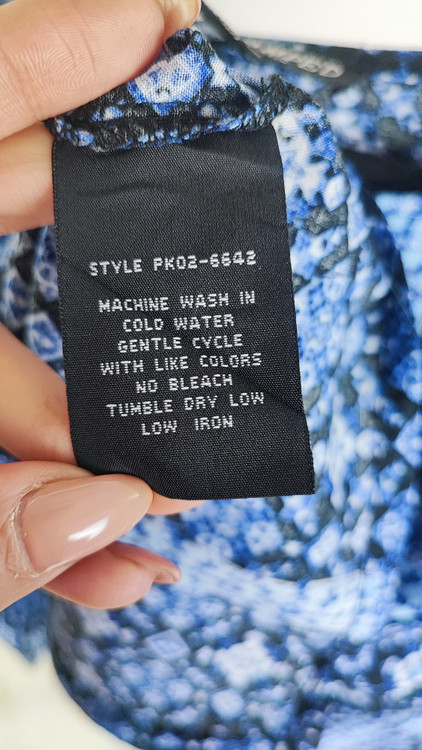 STYLE PK02-6642
MACHINE WASH IN
COLD WATER
GENTLE CYCLE
WITH LIKE COLORS
NO BLEACH
TUMBLE DRY LOW
LOW IRON